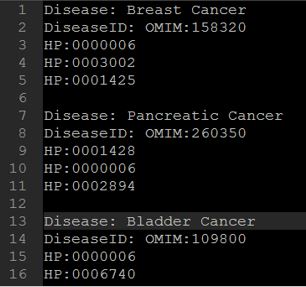 1 Disease: Breast Cancer
2 DiseaseID: OMIM:158320
3 HP:0000006
4 HP:0003002
5 HP:0001425
6
7 Disease: Pancreatic Cancer
8 DiseaseID: OMIM:260350
9 HP:0001428
10 HP:0000006
11 HP:0002894
12
13 Disease: Bladder Cancer
14 DiseaseID: OMIM:109800
15 HP:0000006
16 HP:0006740